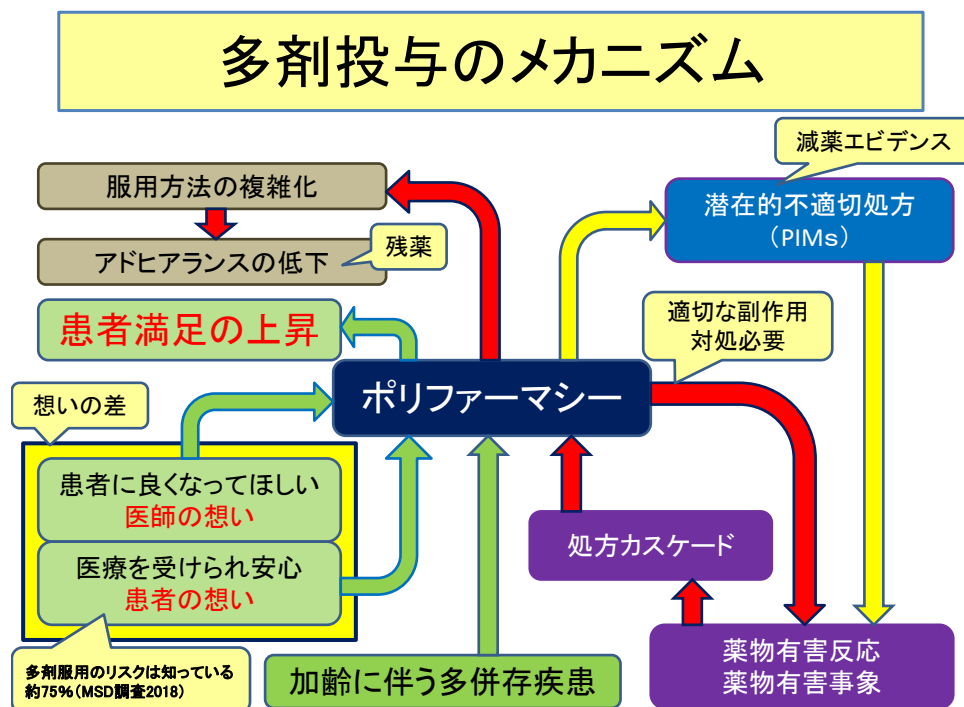 多剤投与のメカニズム
減薬エビデンス
服用方法の複雑化
潜在的不適切処方
（PIMs）
残薬
アドヒアランスの低下
患者満足の上昇
適切な副作用
対処必要
ポリファーマシー
想いの差
患者に良くなってほしい
医師の想い
医療を受けられ安心
患者の想い
処方カスケード
多剤服用のリスクは知っている
約75％（MSD調査2018）
加齢に伴う多併存疾患
薬物有害反応
薬物有害事象